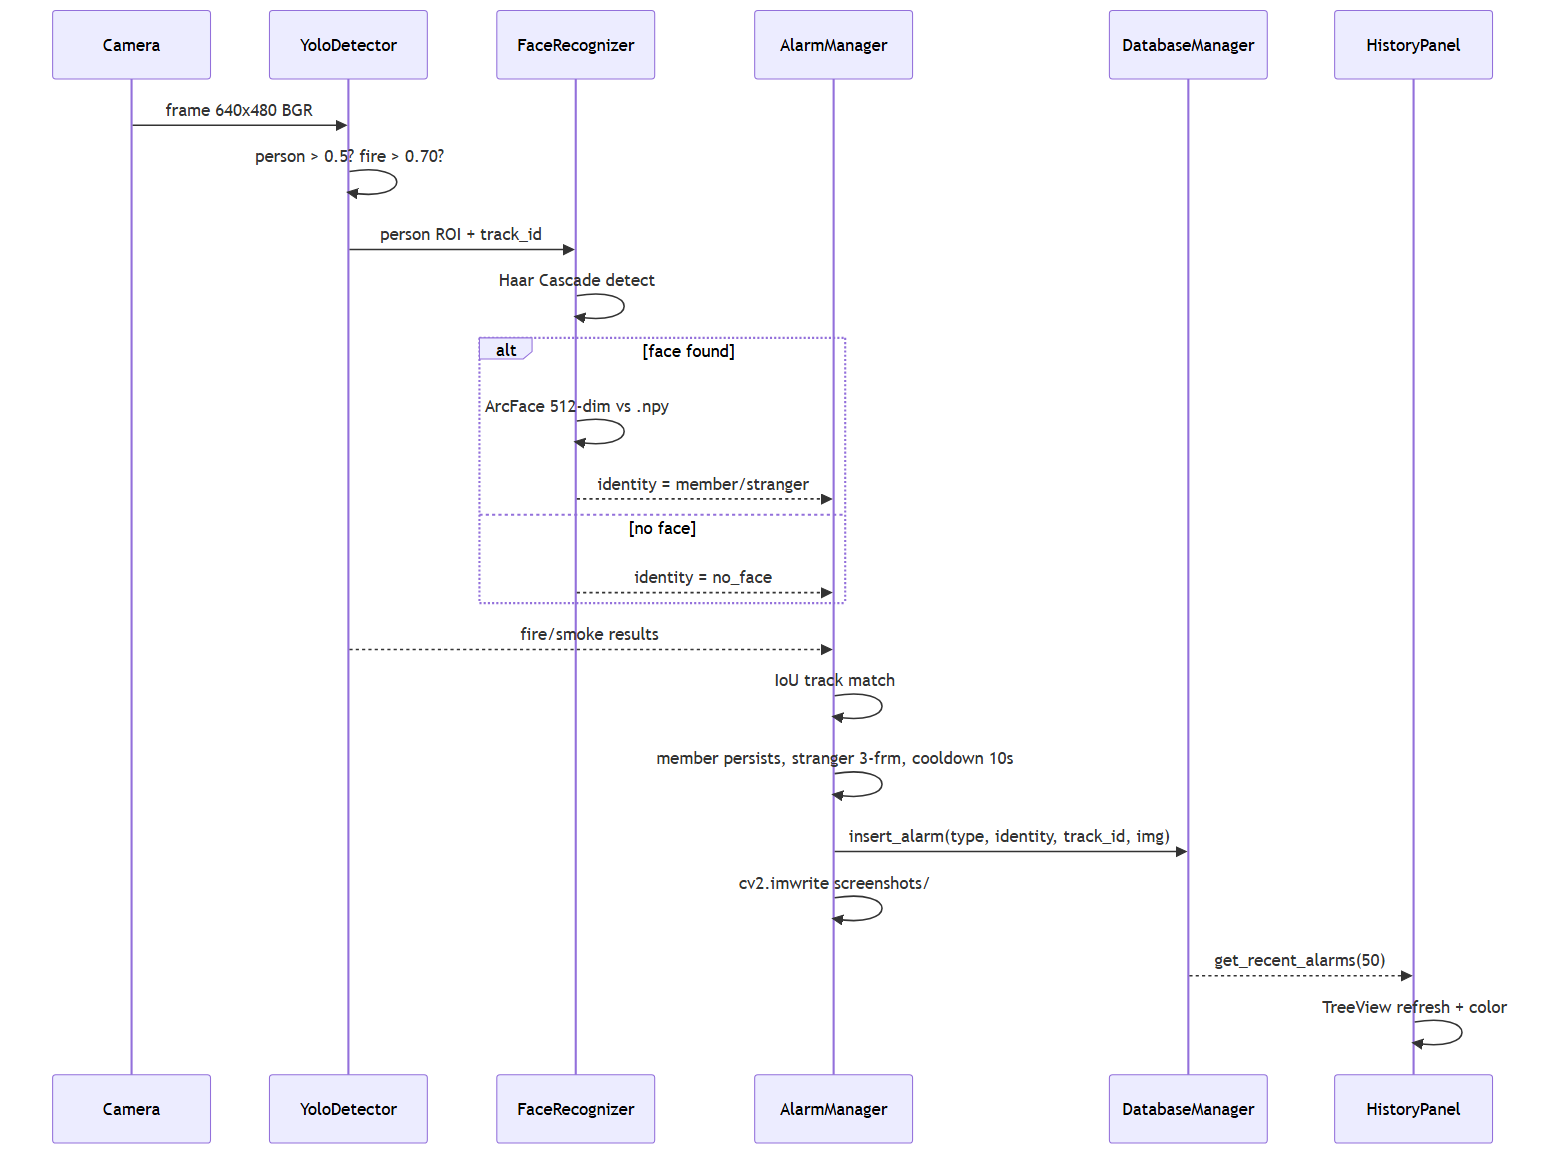 Camera
YoloDetector
FaceRecognizer
AlarmManager
DatabaseManager
HistoryPanel
frame 640x480 BGR
person > 0.5? fire > 0.70?
person ROI + track_id
Haar Cascade detect
alt
[face found]
ArcFace 512-dim vs .npy
identity = member/stranger
[no face]
identity = no_face
fire/smoke results
IoU track match
member persists, stranger 3-frm, cooldown 10s
insert_alarm(type, identity, track_id, img)
cv2.imwrite screenshots/
get_recent_alarms(50)
TreeView refresh + color
Camera
YoloDetector
FaceRecognizer
AlarmManager
DatabaseManager
HistoryPanel